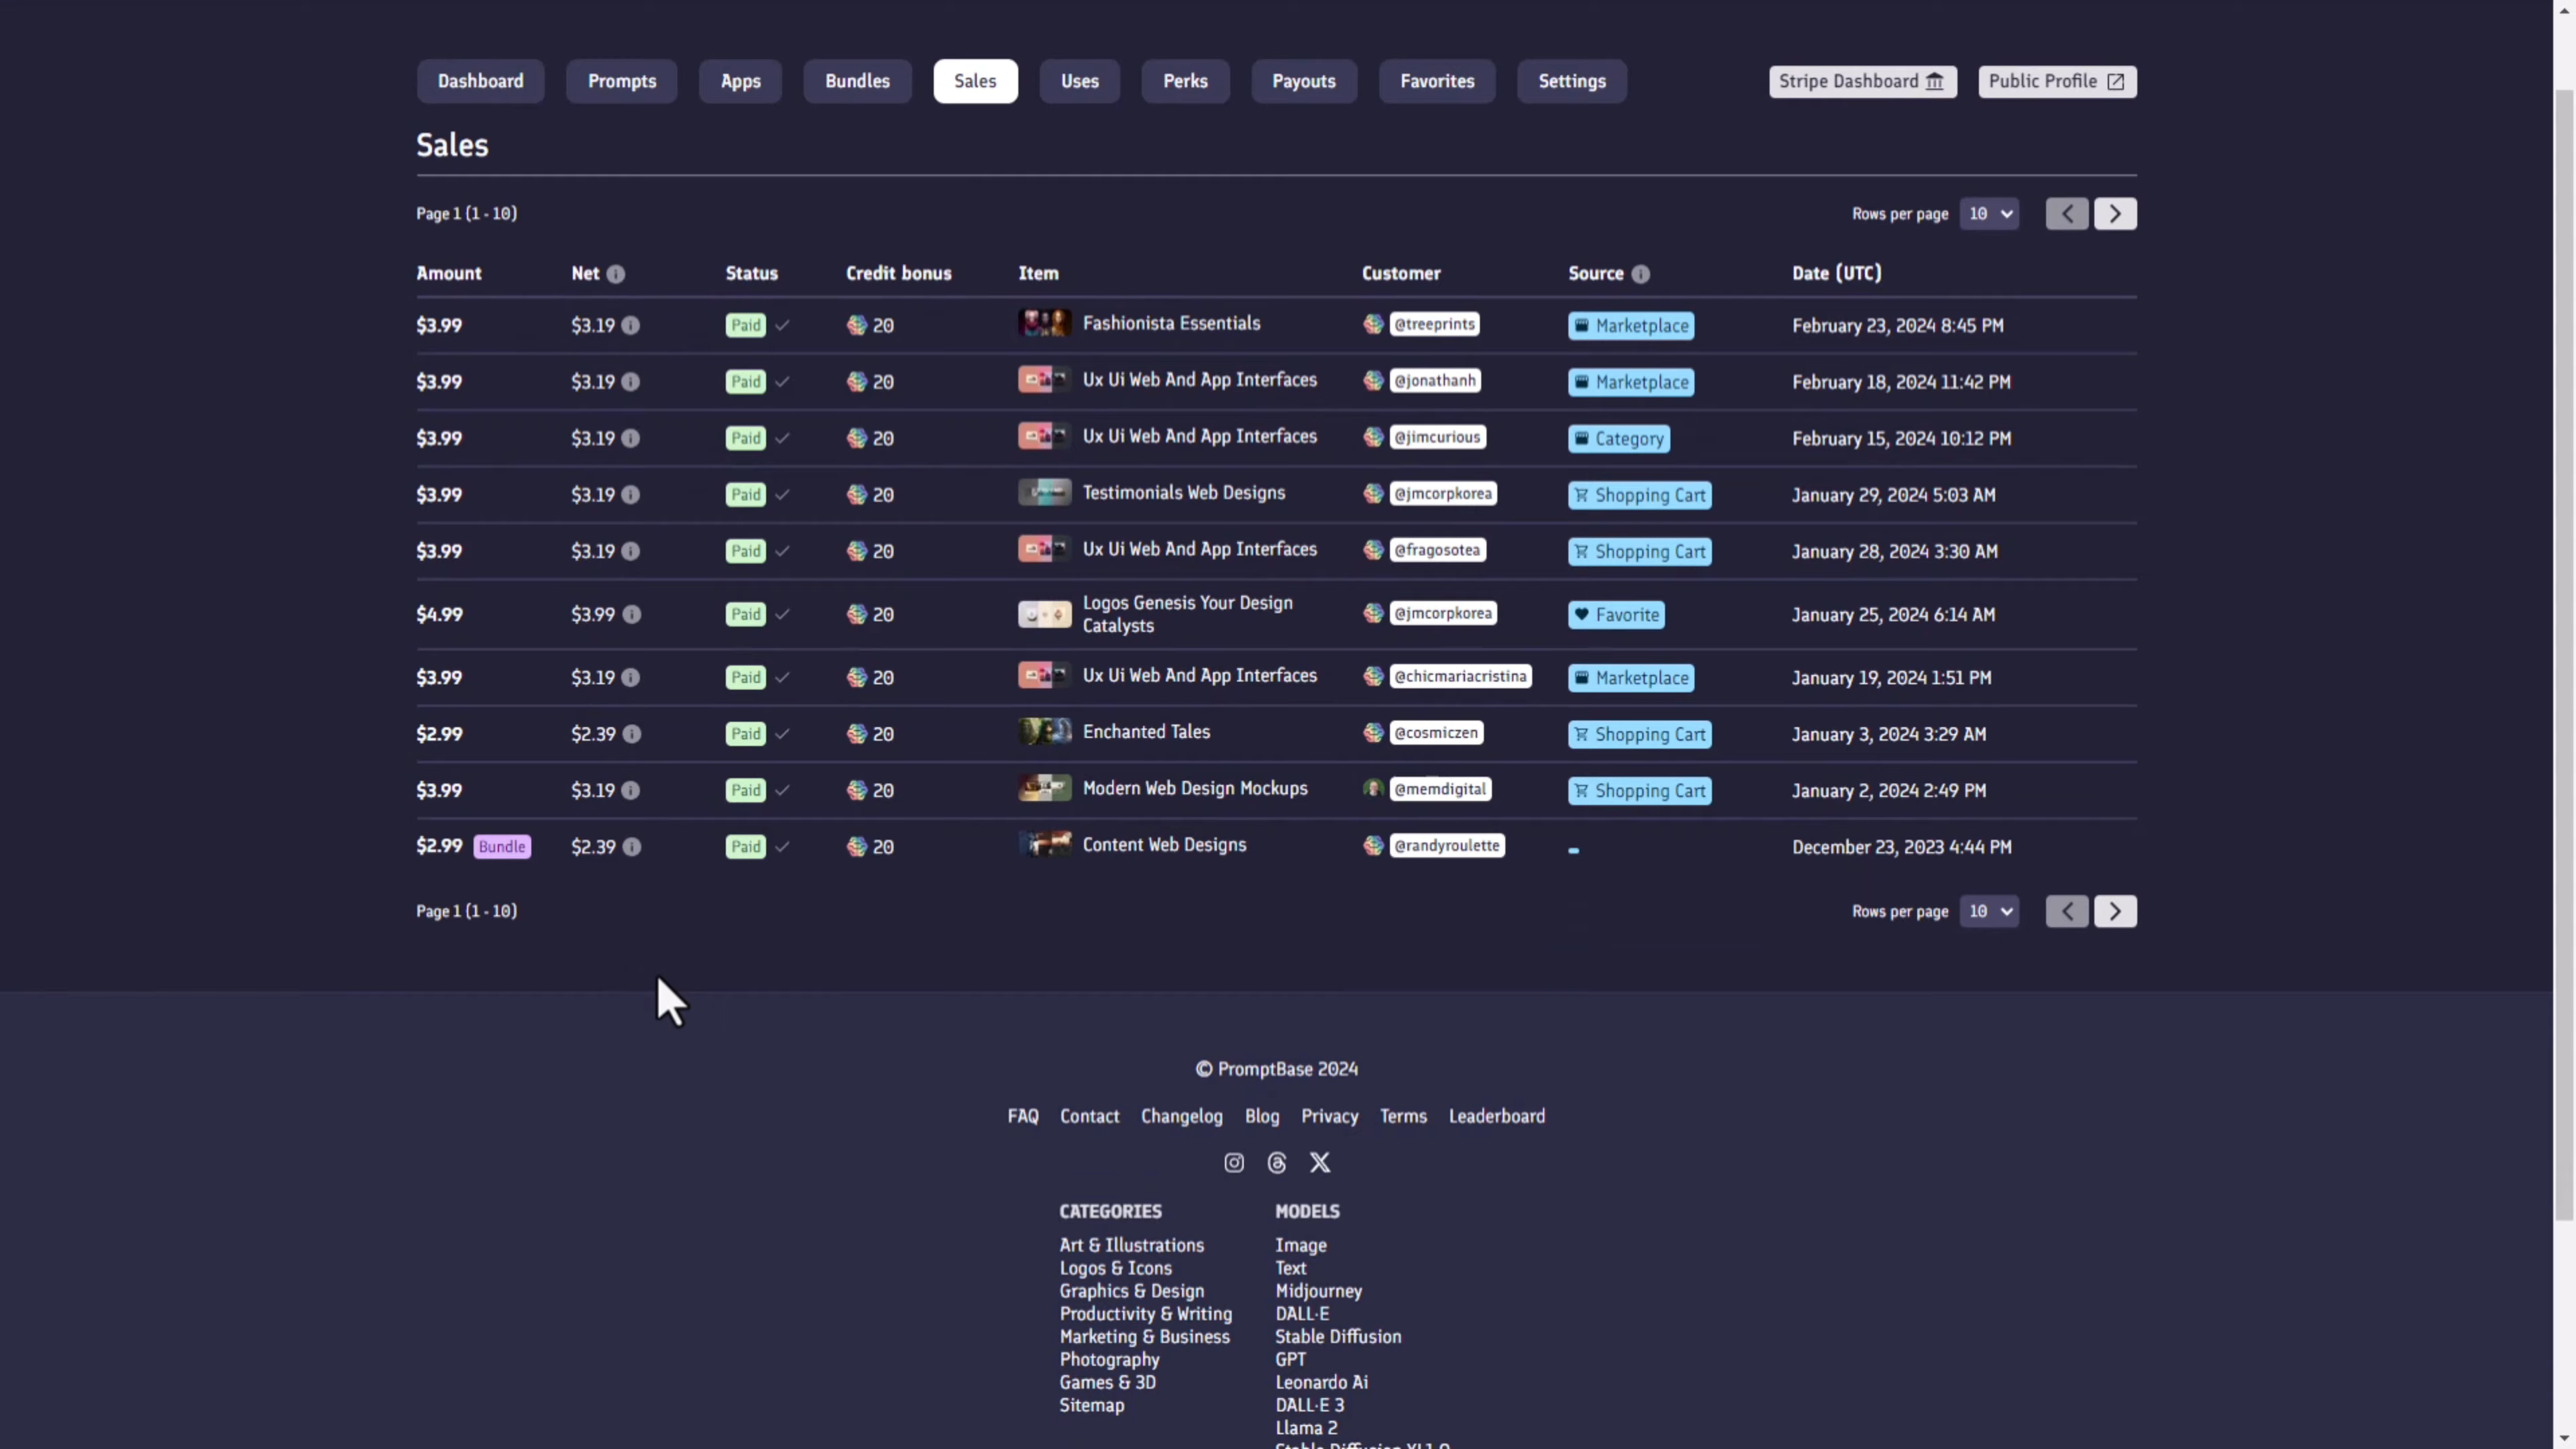 Dashboard Prompts Apps Bundles Sales Uses Perks Payouts Favorites Settings Stripe Dashboard Public Profile
Sales
Page 1 (1 - 10) Rows per page 10
Amount Net Status Credit bonus Item Customer Source Date (UTC)
$3.99 $3.19 Paid 20 Fashionista Essentials @treeprints Marketplace February 23, 2024 8:45 PM
$3.99 $3.19 Paid 20 Ux Ui Web And App Interfaces @jonathanh Marketplace February 18, 2024 11:42 PM
$3.99 $3.19 Paid 20 Ux Ui Web And App Interfaces @jimcurious Category February 15, 2024 10:12 PM
$3.99 $3.19 Paid 20 Testimonials Web Designs @jmcorpkorea Shopping Cart January 29, 2024 5:03 AM
$3.99 $3.19 Paid 20 Ux Ui Web And App Interfaces @fragosotea Shopping Cart January 28, 2024 3:30 AM
$4.99 $3.99 Paid 20 Logos Genesis Your Design
Catalysts @jmcorpkorea Favorite January 25, 2024 6:14 AM
$3.99 $3.19 Paid 20 Ux Ui Web And App Interfaces @chicmariacristina Marketplace January 19, 2024 1:51 PM
$2.99 $2.39 Paid 20 Enchanted Tales @cosmiczen Shopping Cart January 3, 2024 3:29 AM
$3.99 $3.19 Paid 20 Modern Web Design Mockups @memdigital Shopping Cart January 2, 2024 2:49 PM
$2.99 Bundle $2.39 Paid 20 Content Web Designs @randyroulette - December 23, 2023 4:44 PM
Page 1 (1 - 10) Rows per page 10
© PromptBase 2024
FAQ Contact Changelog Blog Privacy Terms Leaderboard
CATEGORIES
Art & Illustrations
Logos & Icons
Graphics & Design
Productivity & Writing
Marketing & Business
Photography
Games & 3D
Sitemap
MODELS
Image
Text
Midjourney
DALL·E
Stable Diffusion
GPT
Leonardo Ai
DALL·E 3
Llama 2